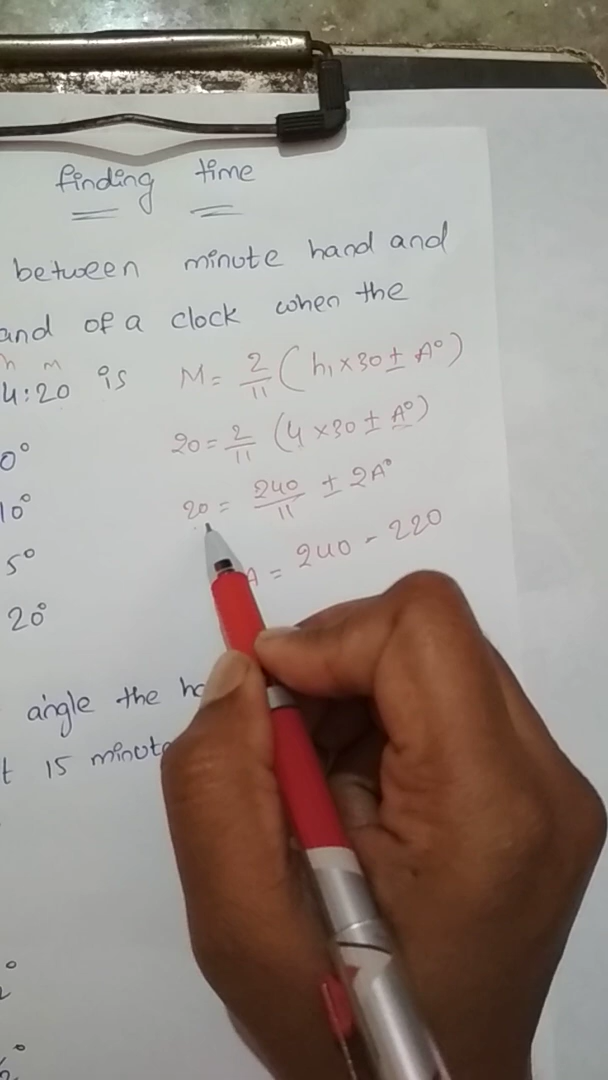 finding time
between minute hand and
and of a clock when the
h m
4:20 is M = 2/11 (h₁ × 30 ± A°)
20 = 2/11 (4 × 30 ± A°)
0°
20 = 240/11 ± 2A°
10°
A = 240 - 220
5°
20°
angle the
t 15